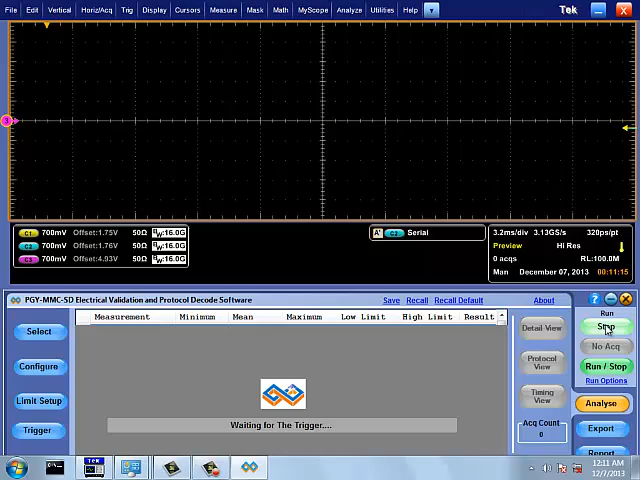 File Edit Vertical Horiz/Acq Trig Display Cursors Measure Mask Math MyScope Analyze Utilities Help Tek
3
C1 700mV Offset:1.75V 50Ω BW:16.0G
C2 700mV Offset:1.76V 50Ω BW:16.0G
C3 700mV Offset:4.93V 50Ω BW:16.0G
A' C2 Serial
3.2ms/div 3.13GS/s 320ps/pt
Preview Hi Res
0 acqs RL:100.0M
Man December 07, 2013 00:11:15
PGY-MMC-SD Electrical Validation and Protocol Decode Software Save Recall Recall Default About
Measurement Minimum Mean Maximum Low Limit High Limit Result
Select
Configure
Limit Setup
Trigger
Waiting for The Trigger....
Detail View
Protocol View
Timing View
Acq Count
0
Run
Stop
No Acq
Run / Stop
Run Options
Analyse
Export
Report
12:11 AM
12/7/2013